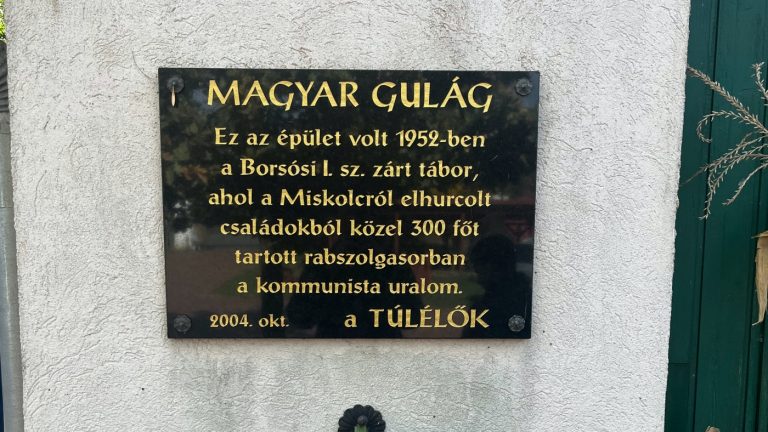 MAGYAR GULÁG
Ez az épület volt 1952-ben
a Borsósi I. sz. zárt tábor,
ahol a Miskolcról elhurcolt
családokból közel 300 főt
tartott rabszolgasorban
a kommunista uralom.
2004. okt. a TÚLÉLŐK